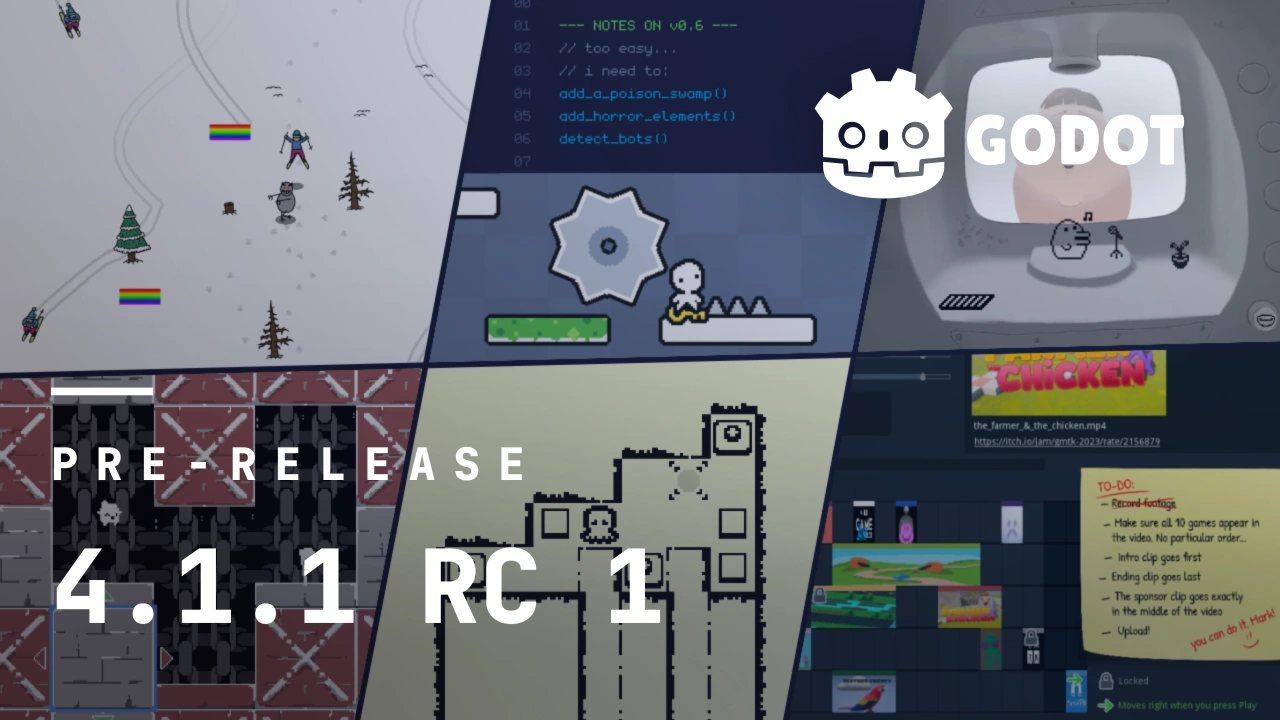 00
01 --- NOTES ON v0.6 ---
02 // too easy...
03 // i need to:
04 add_a_poison_swamp()
05 add_horror_elements()
06 detect_bots()
07
GODOT
PRE-RELEASE
4.1.1 RC 1
FARMER
CHICKEN
the_farmer_&_the_chicken.mp4
https://itch.io/jam/gmtk-2023/rate/2156879
TO-DO:
– Record footage
– Make sure all 10 games appear in
the video. No particular order...
– Intro clip goes first
– Ending clip goes last
– The sponsor clip goes exactly
in the middle of the video
– Upload!
you can do it, Mark!
Locked
Moves right when you press Play